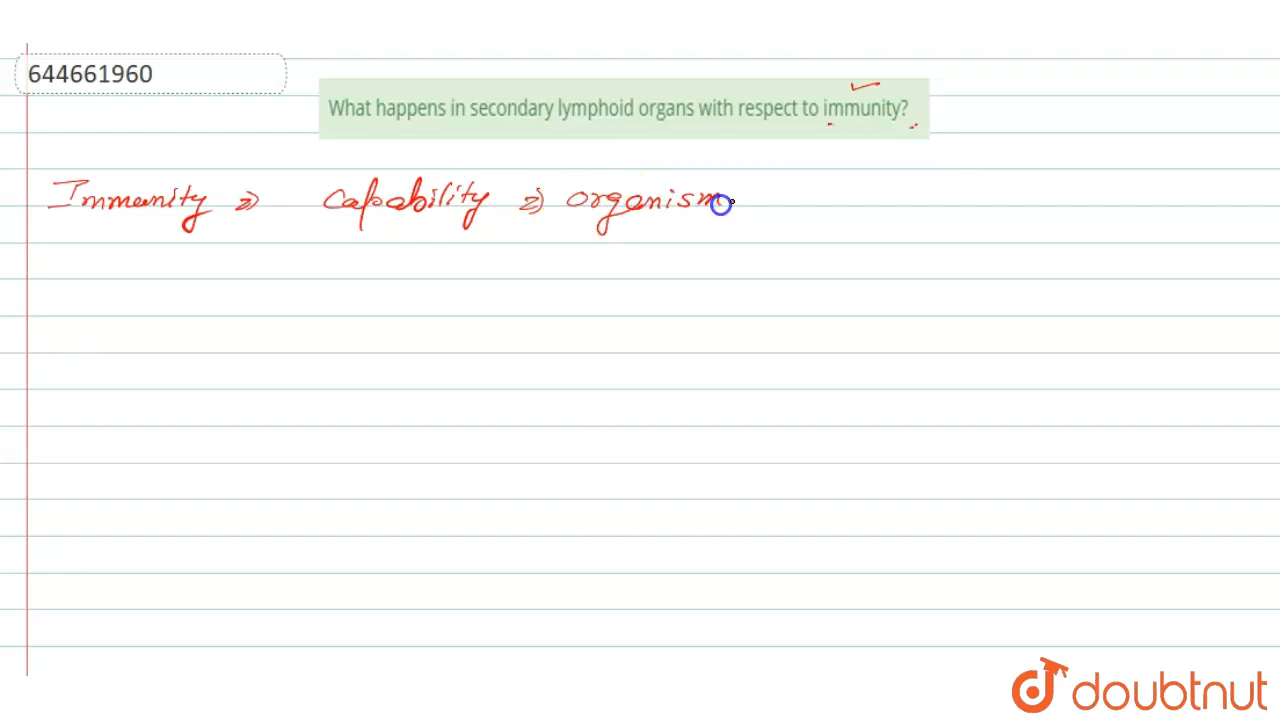 644661960
What happens in secondary lymphoid organs with respect to immunity?
Immunity ⇒ capability ⇒ organism
doubtnut